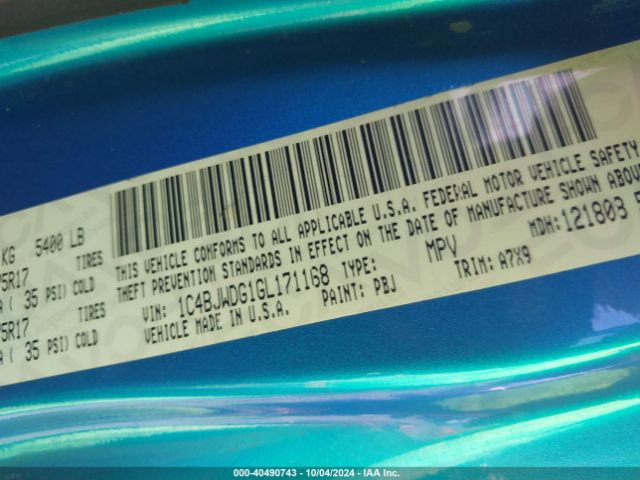 KG 5400 LB
5R17 TIRES
( 35 PSI) COLD
5R17 TIRES
( 35 PSI) COLD
THIS VEHICLE CONFORMS TO ALL APPLICABLE U.S.A. FEDERAL MOTOR VEHICLE SAFETY,
THEFT PREVENTION STANDARDS IN EFFECT ON THE DATE OF MANUFACTURE SHOWN ABOVE
VIN: 1C4BJWDG1GL171168 TYPE: MPV MDH: 121803
VEHICLE MADE IN U.S.A. PAINT: PBJ TRIM: A7X9
000-40490743 - 10/04/2024 - IAA Inc.